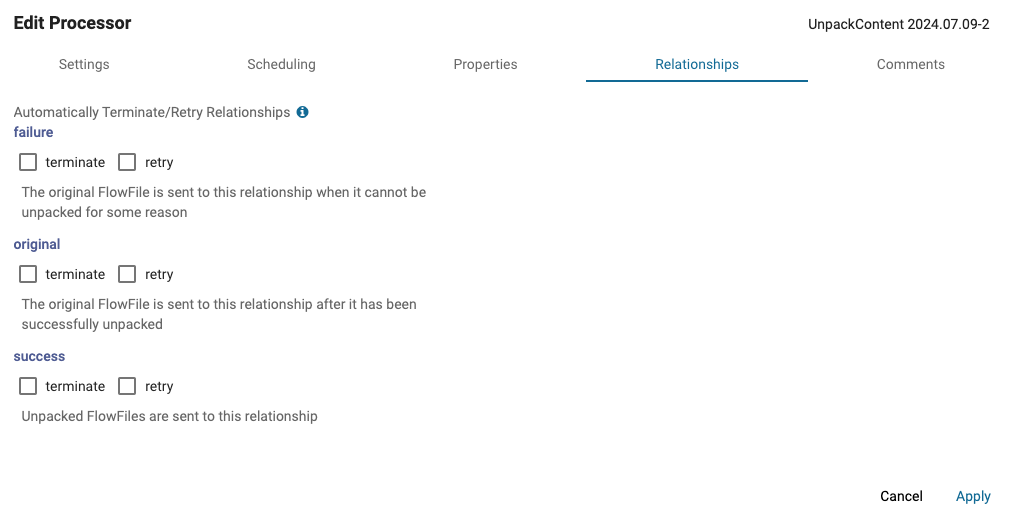 Edit Processor
UnpackContent 2024.07.09-2
Settings
Scheduling
Properties
Relationships
Comments
Automatically Terminate/Retry Relationships
failure
terminate
retry
The original FlowFile is sent to this relationship when it cannot be
unpacked for some reason
original
terminate
retry
The original FlowFile is sent to this relationship after it has been
successfully unpacked
success
terminate
retry
Unpacked FlowFiles are sent to this relationship
Cancel
Apply